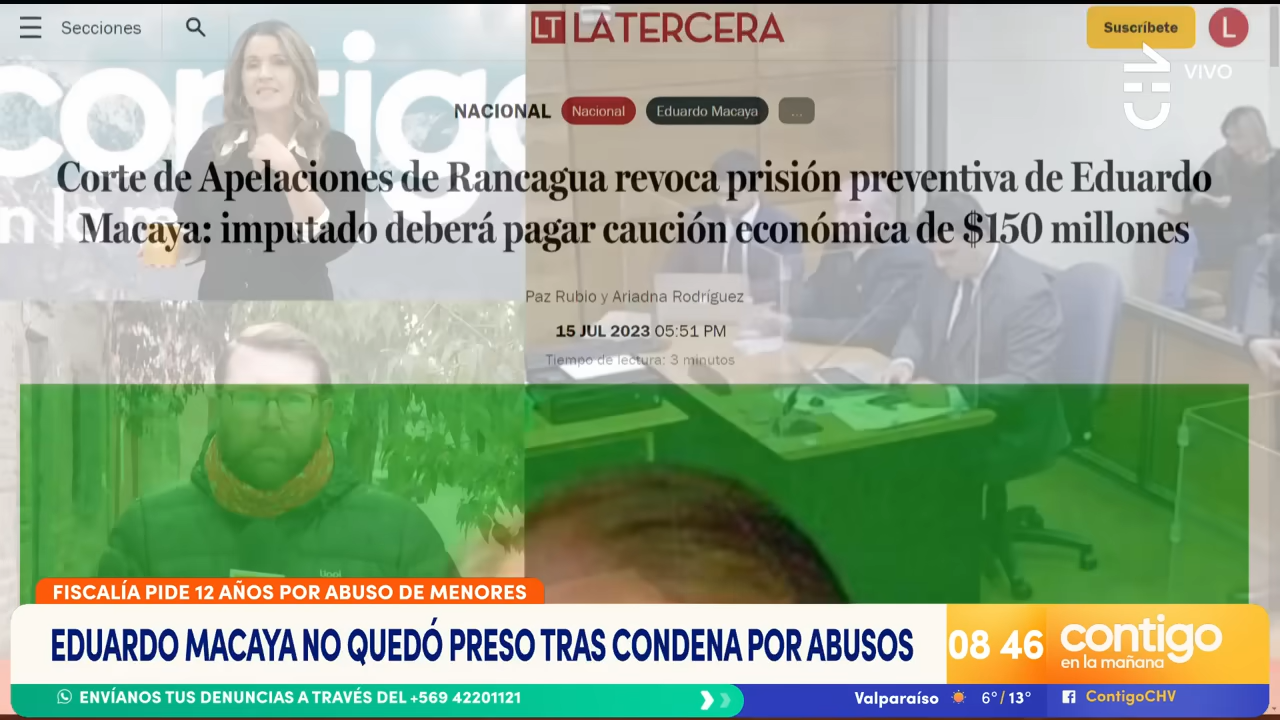 Secciones
LT LATERCERA
Suscríbete
L
CHV
VIVO
contigo
en la m
NACIONAL
Nacional
Eduardo Macaya
...
Corte de Apelaciones de Rancagua revoca prisión preventiva de Eduardo
Macaya: imputado deberá pagar caución económica de $150 millones
Paz Rubio y Ariadna Rodríguez
15 JUL 2023 05:51 PM
Tiempo de lectura: 3 minutos
FISCALÍA PIDE 12 AÑOS POR ABUSO DE MENORES
EDUARDO MACAYA NO QUEDÓ PRESO TRAS CONDENA POR ABUSOS
08 46
contigo
en la mañana
ENVÍANOS TUS DENUNCIAS A TRAVÉS DEL +569 42201121
Valparaíso 6°/13°
ContigoCHV